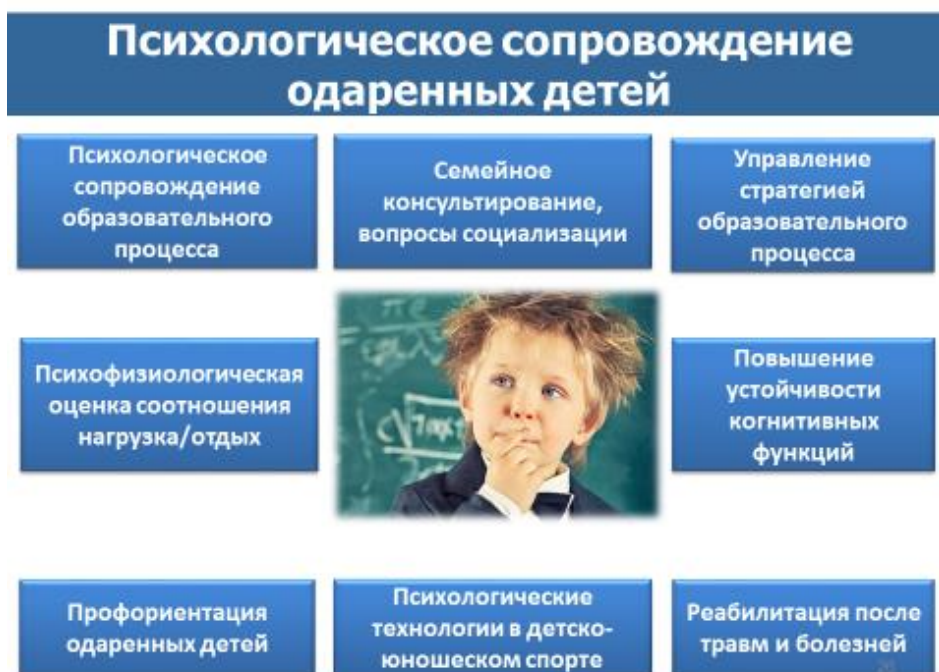 Психологическое сопровождение
одаренных детей
Психологическое
сопровождение
образовательного
процесса
Семейное
консультирование,
вопросы социализации
Управление
стратегией
образовательного
процесса
Психофизиологическая
оценка соотношения
нагрузка/отдых
Повышение
устойчивости
когнитивных
функций
Профориентация
одаренных детей
Психологические
технологии в детско-
юношеском спорте
Реабилитация после
травм и болезней